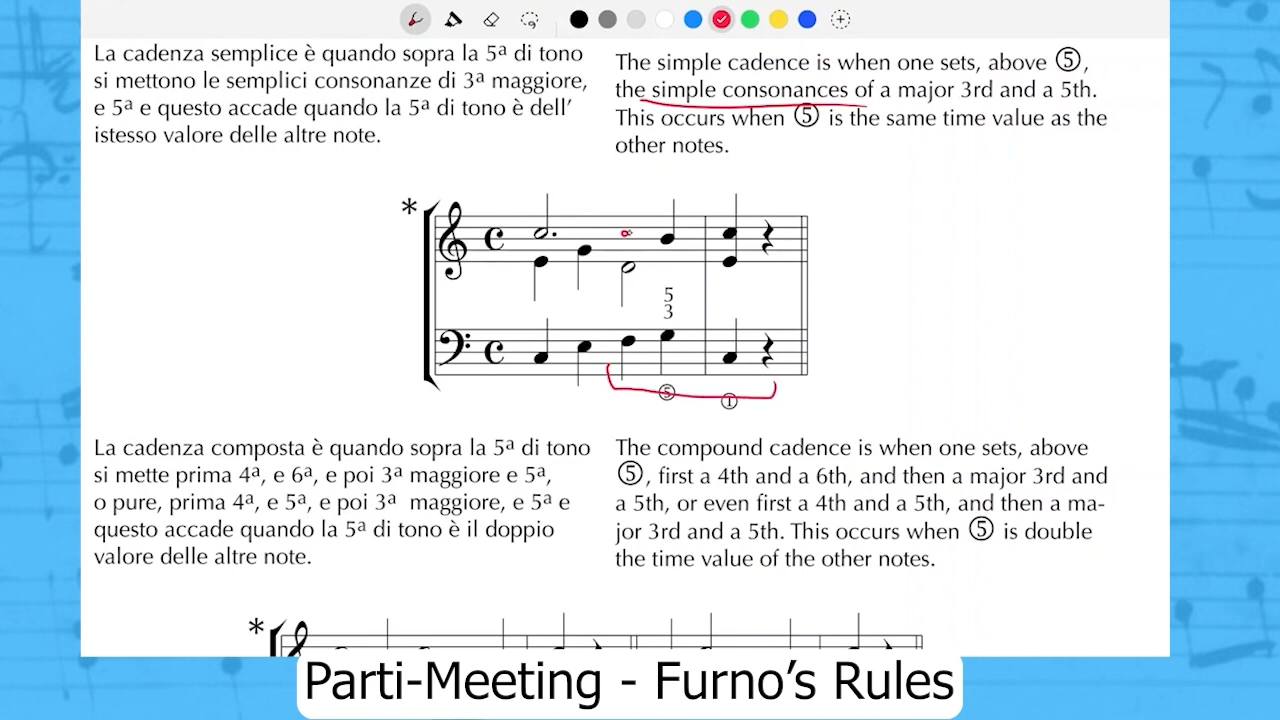 La cadenza semplice è quando sopra la 5ª di tono
si mettono le semplici consonanze di 3ª maggiore,
e 5ª e questo accade quando la 5ª di tono è dell’
istesso valore delle altre note.
The simple cadence is when one sets, above ⑤,
the simple consonances of a major 3rd and a 5th.
This occurs when ⑤ is the same time value as the
other notes.
*
5
3
⑤
①
La cadenza composta è quando sopra la 5ª di tono
si mette prima 4ª, e 6ª, e poi 3ª maggiore e 5ª,
o pure, prima 4ª, e 5ª, e poi 3ª maggiore, e 5ª e
questo accade quando la 5ª di tono è il doppio
valore delle altre note.
The compound cadence is when one sets, above
⑤, first a 4th and a 6th, and then a major 3rd and
a 5th, or even first a 4th and a 5th, and then a ma-
jor 3rd and a 5th. This occurs when ⑤ is double
the time value of the other notes.
*
Parti-Meeting - Furno’s Rules